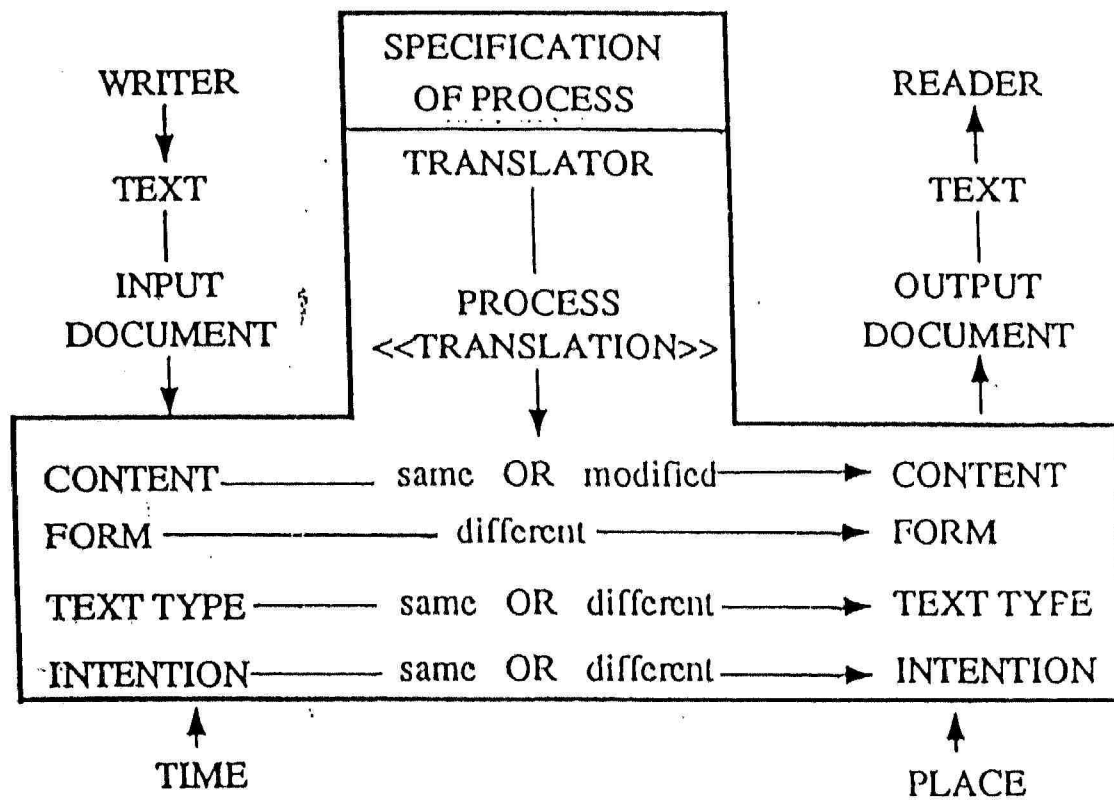 SPECIFICATION
OF PROCESS
WRITER
READER
TRANSLATOR
TEXT
TEXT
INPUT
DOCUMENT
PROCESS
<<TRANSLATION>>
OUTPUT
DOCUMENT
CONTENT same OR modified CONTENT
FORM different FORM
TEXT TYPE same OR different TEXT TYPE
INTENTION same OR different INTENTION
TIME
PLACE